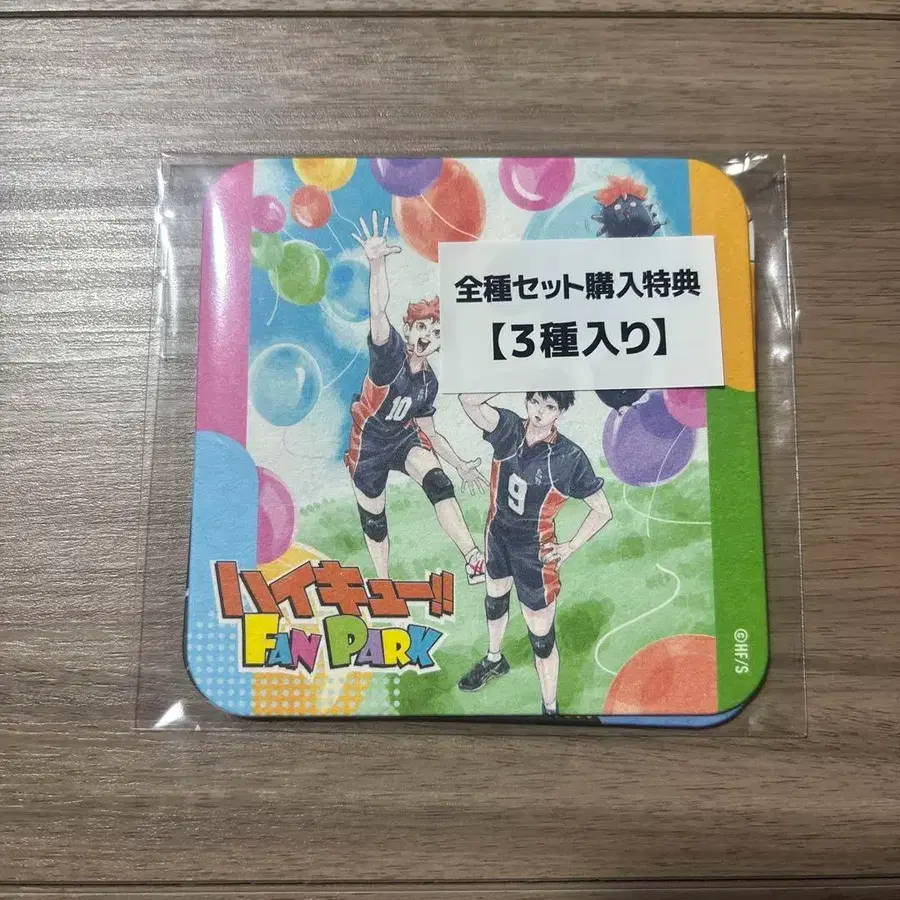 全種セット購入特典
【3種入り】
10
9
ハイキュー!!
FAN PARK
©HF/S